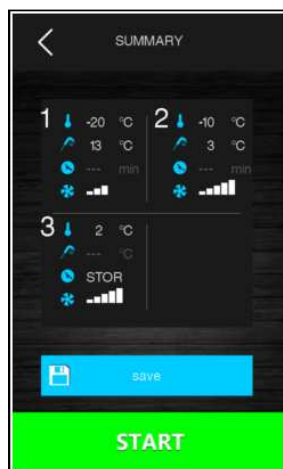 SUMMARY
1 -20 °C 2 -10 °C
13 °C 3 °C
--- min --- min
3 2 °C
--- °C
STOR
save
START